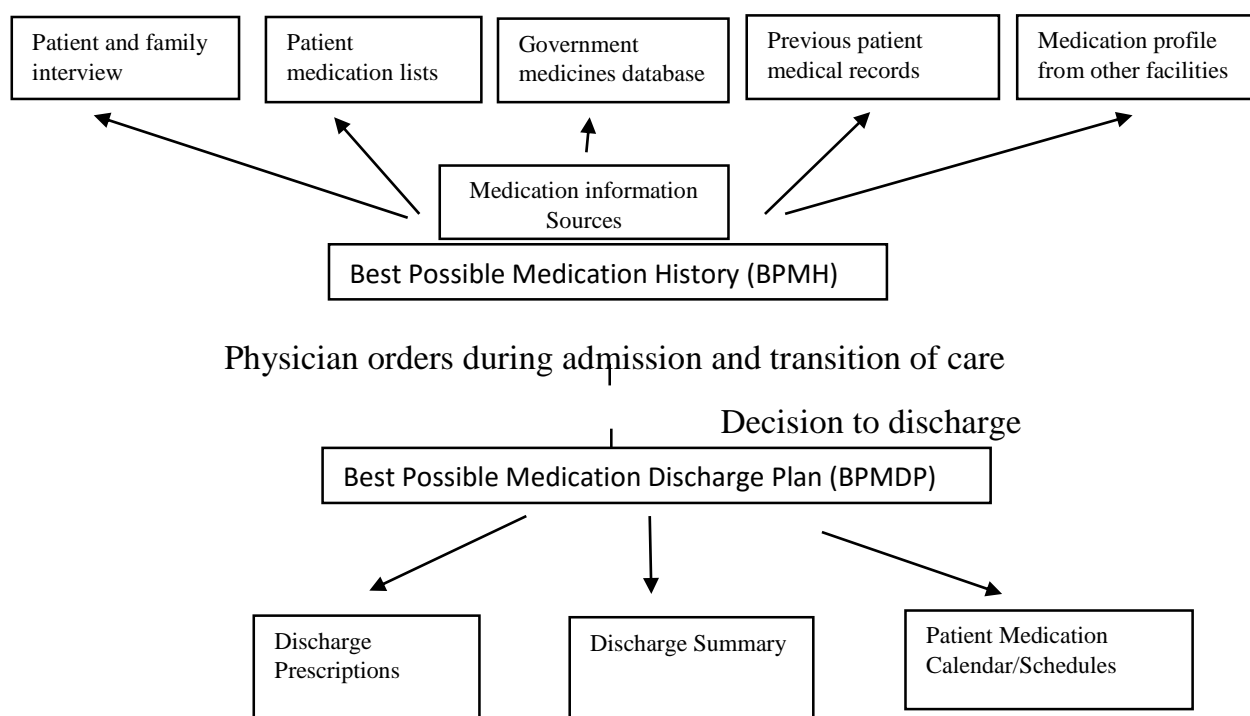 Patient and family
interview
Patient
medication lists
Government
medicines database
Previous patient
medical records
Medication profile
from other facilities
Medication information
Sources
Best Possible Medication History (BPMH)
Physician orders during admission and transition of care
Decision to discharge
Best Possible Medication Discharge Plan (BPMDP)
Discharge
Prescriptions
Discharge Summary
Patient Medication
Calendar/Schedules